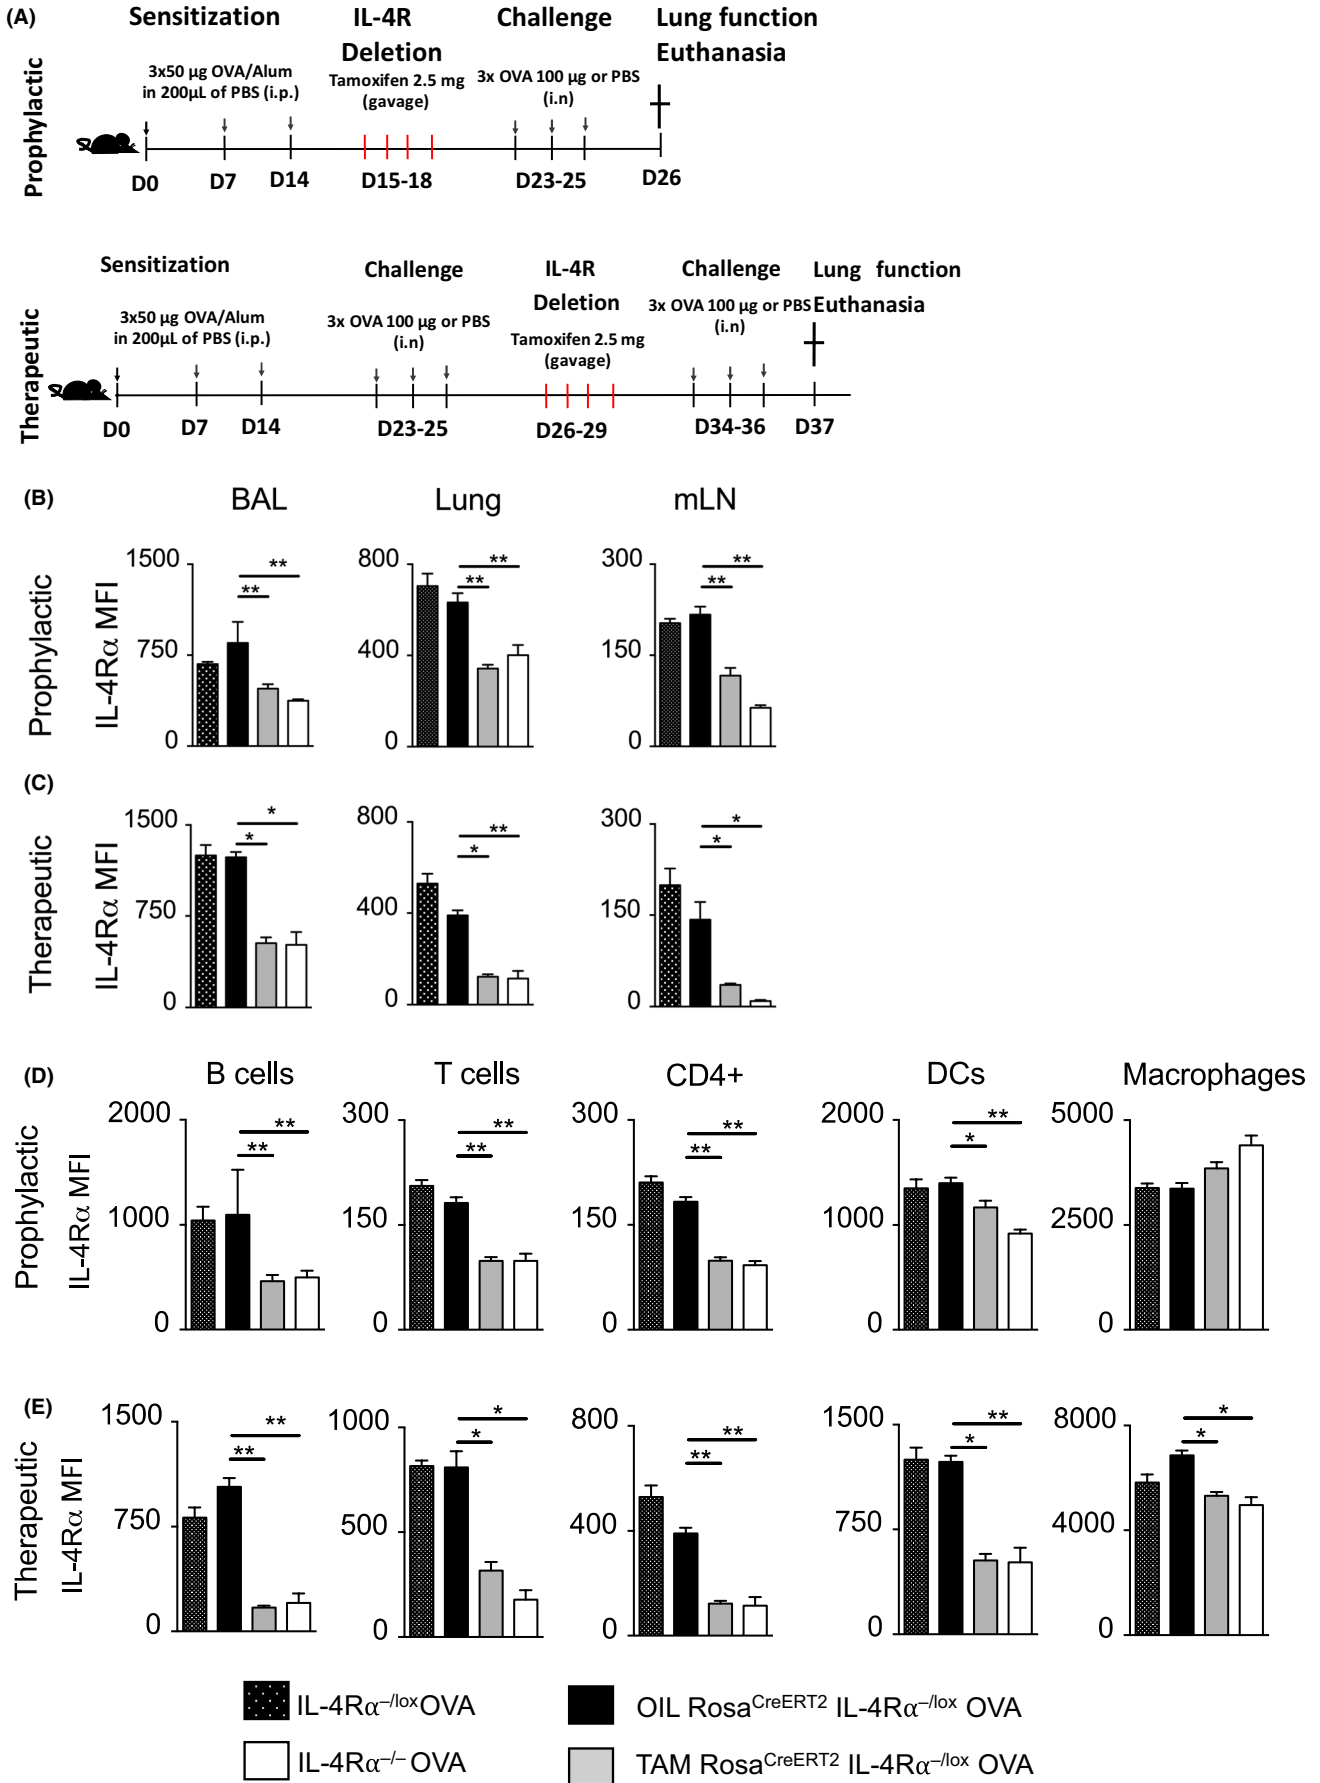 (A)
Sensitization IL-4R Challenge Lung function
Deletion Euthanasia
Prophylactic
3x50 µg OVA/Alum Tamoxifen 2.5 mg 3x OVA 100 µg or PBS
in 200µL of PBS (i.p.) (gavage) (i.n)
D0 D7 D14 D15-18 D23-25 D26
Sensitization Challenge IL-4R Challenge Lung function
Deletion Euthanasia
Therapeutic
3x50 µg OVA/Alum 3x OVA 100 µg or PBS Tamoxifen 2.5 mg 3x OVA 100 µg or PBS
in 200µL of PBS (i.p.) (i.n) (gavage) (i.n)
D0 D7 D14 D23-25 D26-29 D34-36 D37
(B)
BAL Lung mLN
Prophylactic
IL-4Rα MFI
1500 750 0 ** **
800 400 0 ** **
300 150 0 ** **
(C)
Therapeutic
IL-4Rα MFI
1500 750 0 * *
800 400 0 ** *
300 150 0 * *
(D)
B cells T cells CD4+ DCs Macrophages
Prophylactic
IL-4Rα MFI
2000 1000 0 ** **
300 150 0 ** **
300 150 0 ** **
2000 1000 0 ** *
5000 2500 0
(E)
Therapeutic
IL-4Rα MFI
1500 750 0 ** **
1000 500 0 * *
800 400 0 ** **
1500 750 0 ** *
8000 4000 0 * *
IL-4Rα–/loxOVA OIL RosaCreERT2 IL-4Rα–/lox OVA
IL-4Rα–/– OVA TAM RosaCreERT2 IL-4Rα–/lox OVA